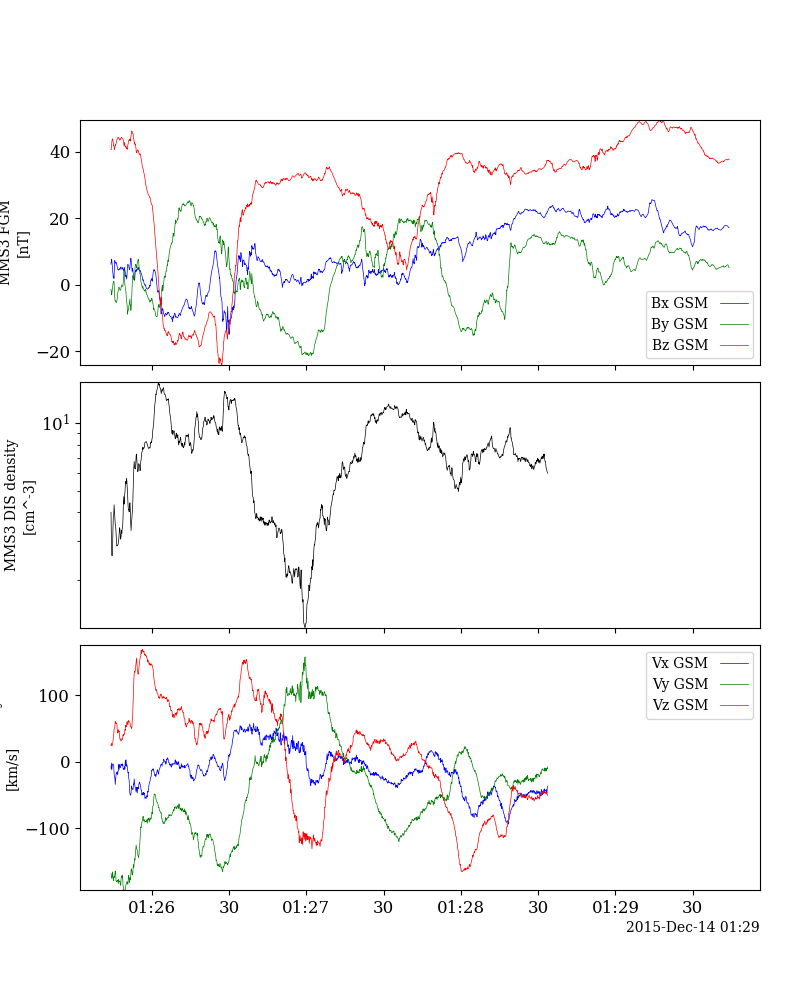 40
20
0
−20
MMS3 FGM
[nT]
Bx GSM
By GSM
Bz GSM
10^1
MMS3 DIS density
[cm^-3]
100
0
−100
[km/s]
Vx GSM
Vy GSM
Vz GSM
01:26 30 01:27 30 01:28 30 01:29 30
2015-Dec-14 01:29